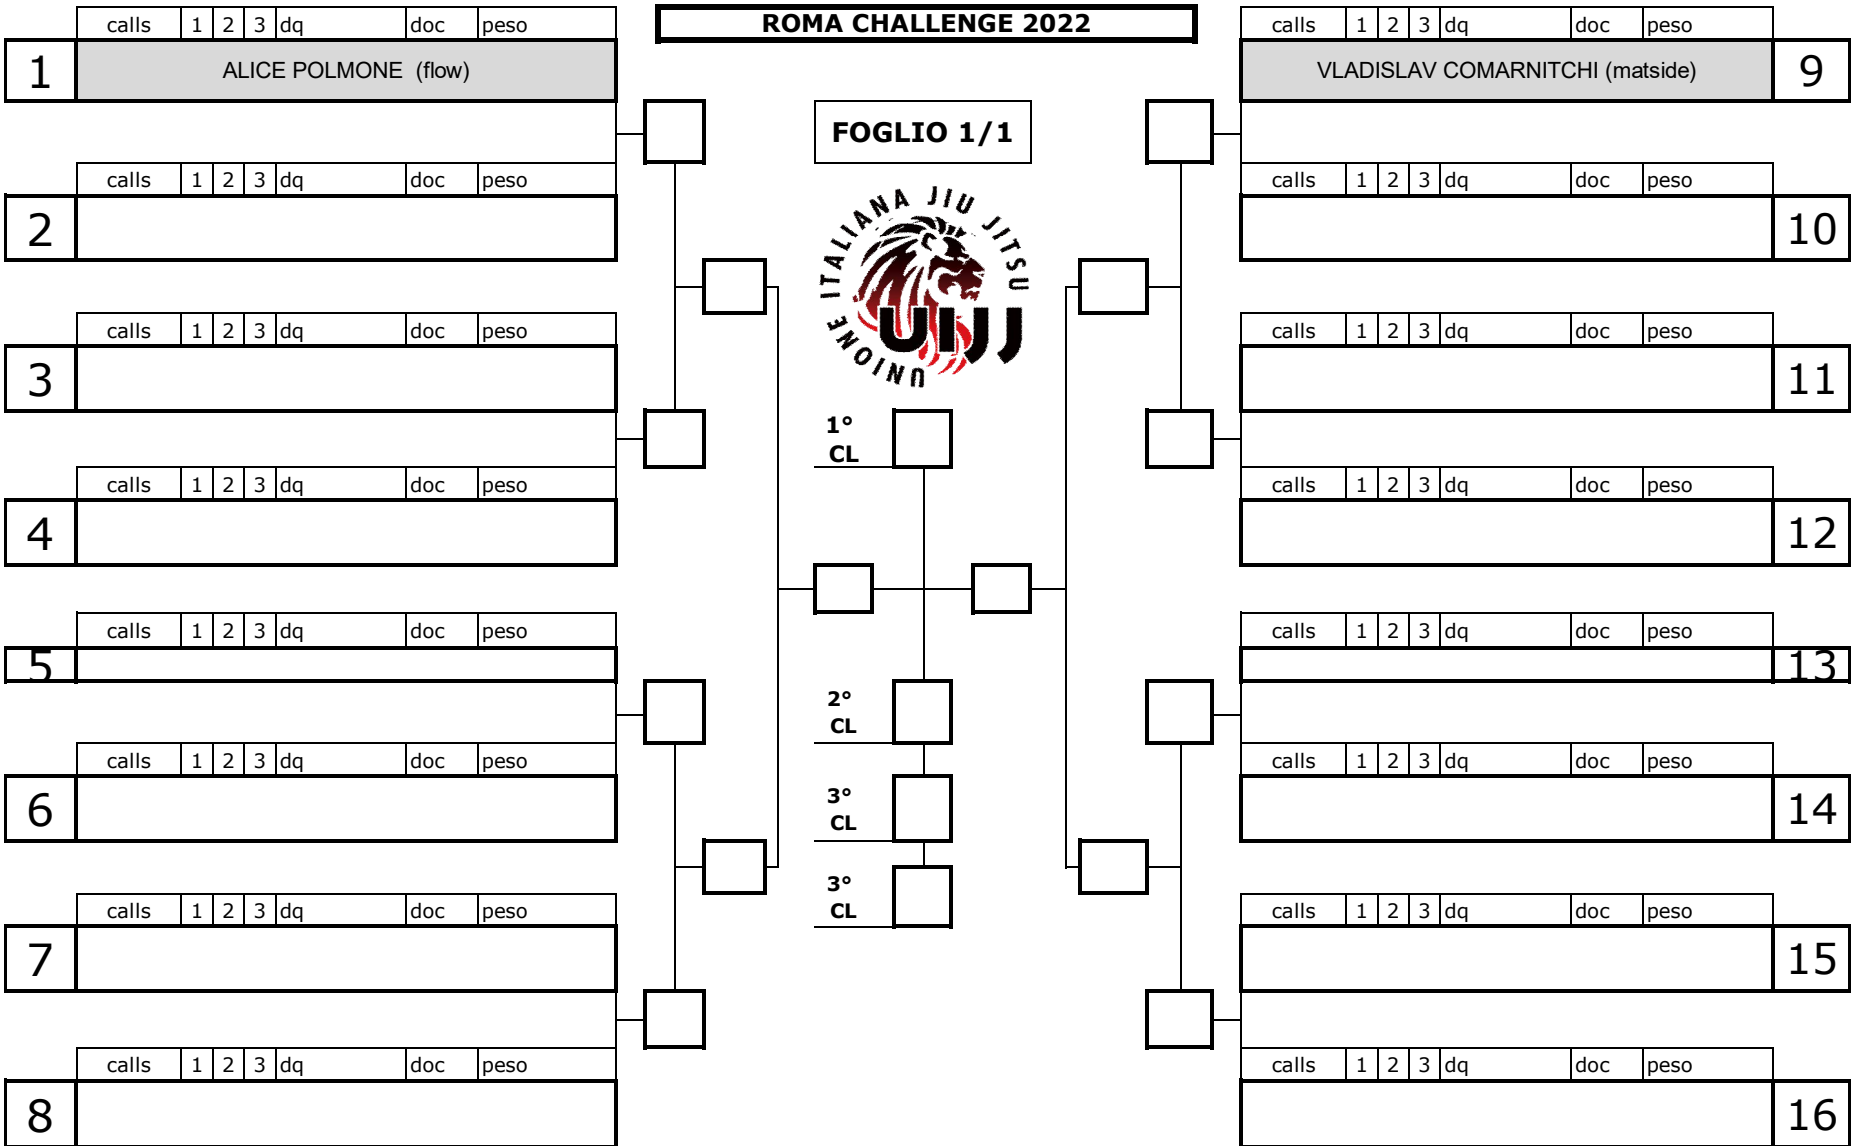 ROMA CHALLENGE 2022
calls 1 2 3 dq doc peso
1 ALICE POLMONE (flow)
calls 1 2 3 dq doc peso
2
calls 1 2 3 dq doc peso
3
calls 1 2 3 dq doc peso
4
calls 1 2 3 dq doc peso
5
calls 1 2 3 dq doc peso
6
calls 1 2 3 dq doc peso
7
calls 1 2 3 dq doc peso
8
FOGLIO 1/1
UNIONE ITALIANA JIU JITSU
UIJJ
1°
CL
2°
CL
3°
CL
3°
CL
calls 1 2 3 dq doc peso
VLADISLAV COMARNITCHI (matside) 9
calls 1 2 3 dq doc peso
10
calls 1 2 3 dq doc peso
11
calls 1 2 3 dq doc peso
12
calls 1 2 3 dq doc peso
13
calls 1 2 3 dq doc peso
14
calls 1 2 3 dq doc peso
15
calls 1 2 3 dq doc peso
16